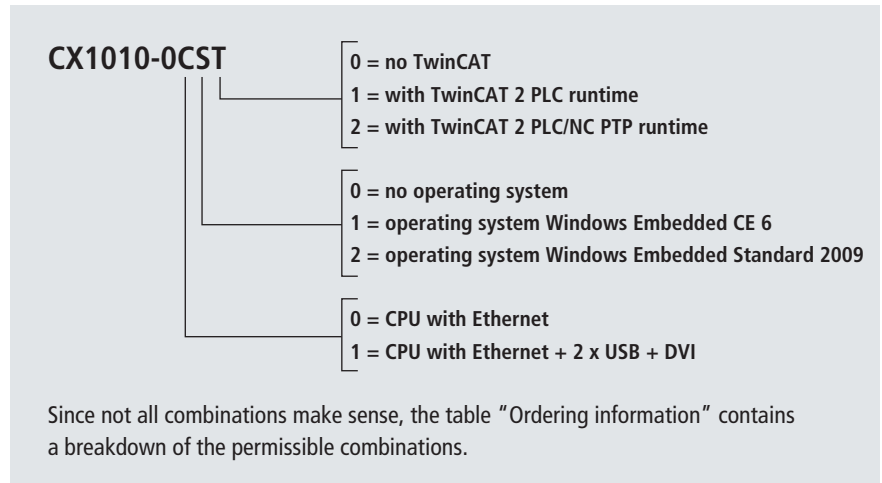 CX1010-0CST
0 = no TwinCAT
1 = with TwinCAT 2 PLC runtime
2 = with TwinCAT 2 PLC/NC PTP runtime
0 = no operating system
1 = operating system Windows Embedded CE 6
2 = operating system Windows Embedded Standard 2009
0 = CPU with Ethernet
1 = CPU with Ethernet + 2 x USB + DVI
Since not all combinations make sense, the table “Ordering information” contains
a breakdown of the permissible combinations.